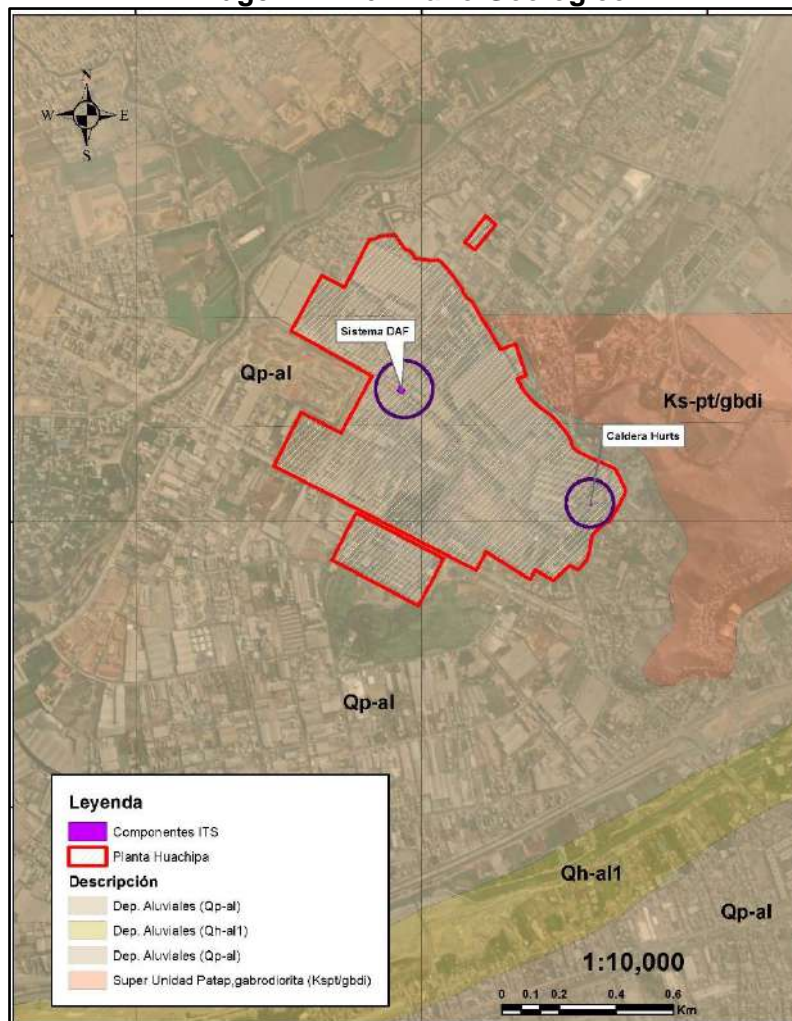 N
W E
S
Sistema DAF
Qp-al
Ks-pt/gbdi
Caldera Hurts
Qp-al
Leyenda
Componentes ITS
Planta Huachipa
Descripción
Dep. Aluviales (Qp-al)
Dep. Aluviales (Qh-al1)
Dep. Aluviales (Qp-al)
Super Unidad Patap,gabrodiorita (Kspt/gbdi)
Qh-al1
Qp-al
1:10,000
0 0.1 0.2 0.4 0.6
Km